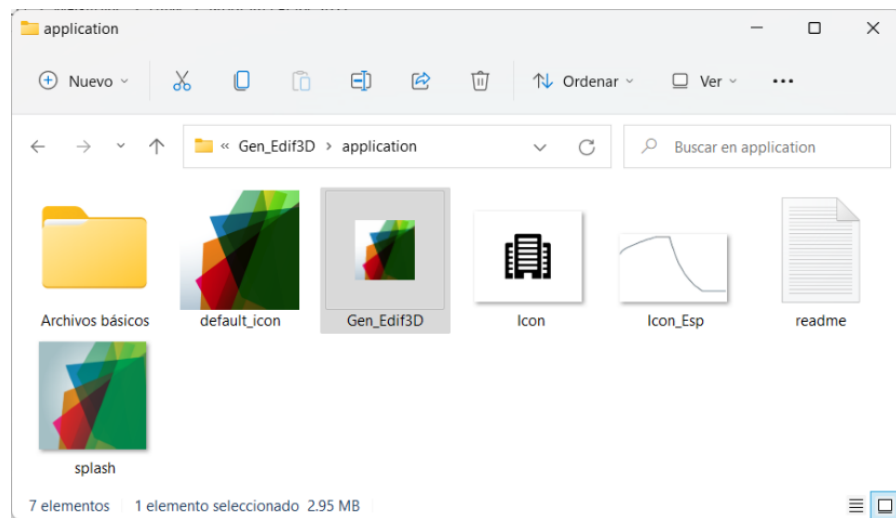 application
Nuevo
Ordenar
Ver
« Gen_Edif3D > application
Buscar en application
Archivos básicos
default_icon
Gen_Edif3D
Icon
Icon_Esp
readme
splash
7 elementos
1 elemento seleccionado 2.95 MB